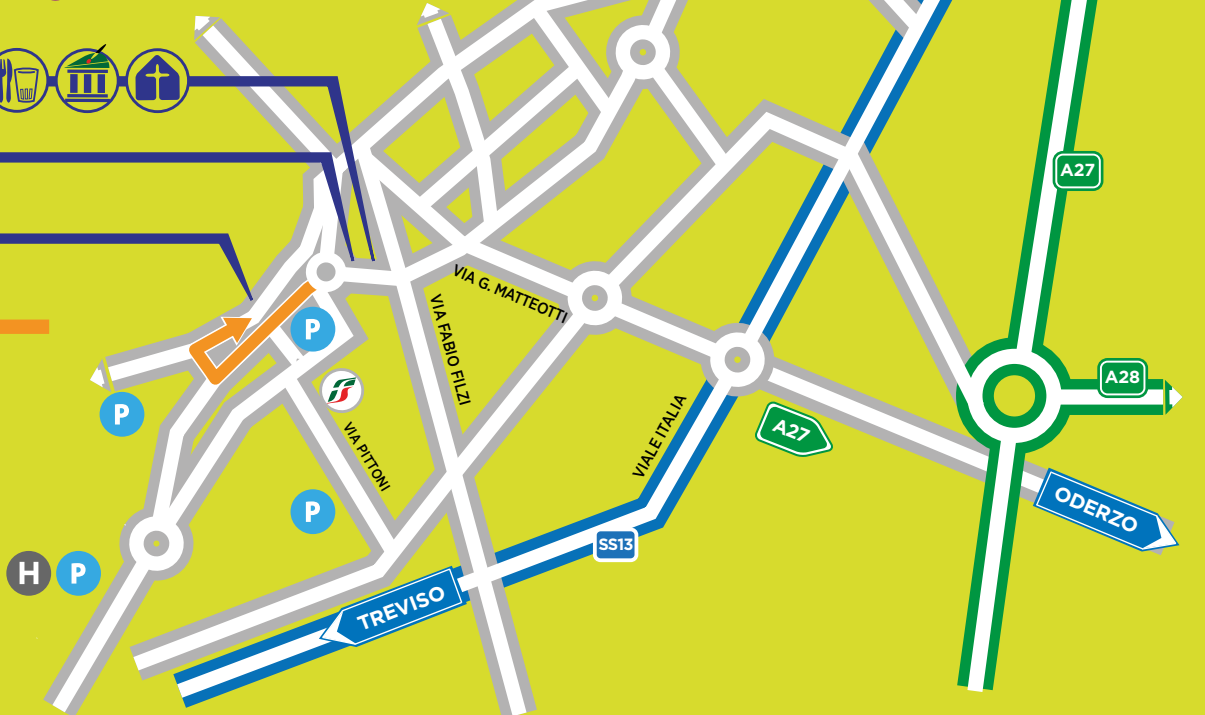 A27
VIA G. MATTEOTTI
VIA FABIO FILZI
P
A28
P
VIALE ITALIA
A27
VIA PITTONI
P
ODERZO
SS13
H
P
TREVISO